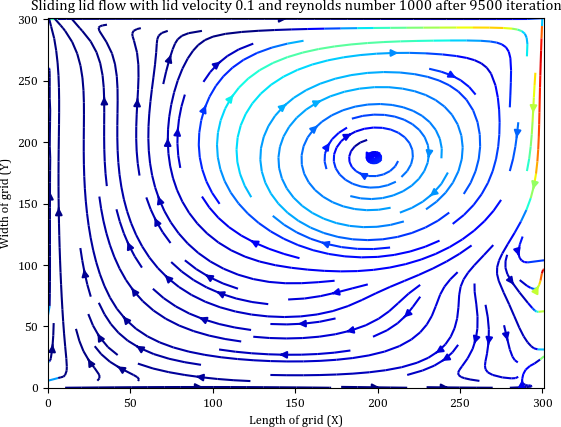 Sliding lid flow with lid velocity 0.1 and reynolds number 1000 after 9500 iteration
300
250
200
150
100
50
0
Width of grid (Y)
0 50 100 150 200 250 300
Length of grid (X)